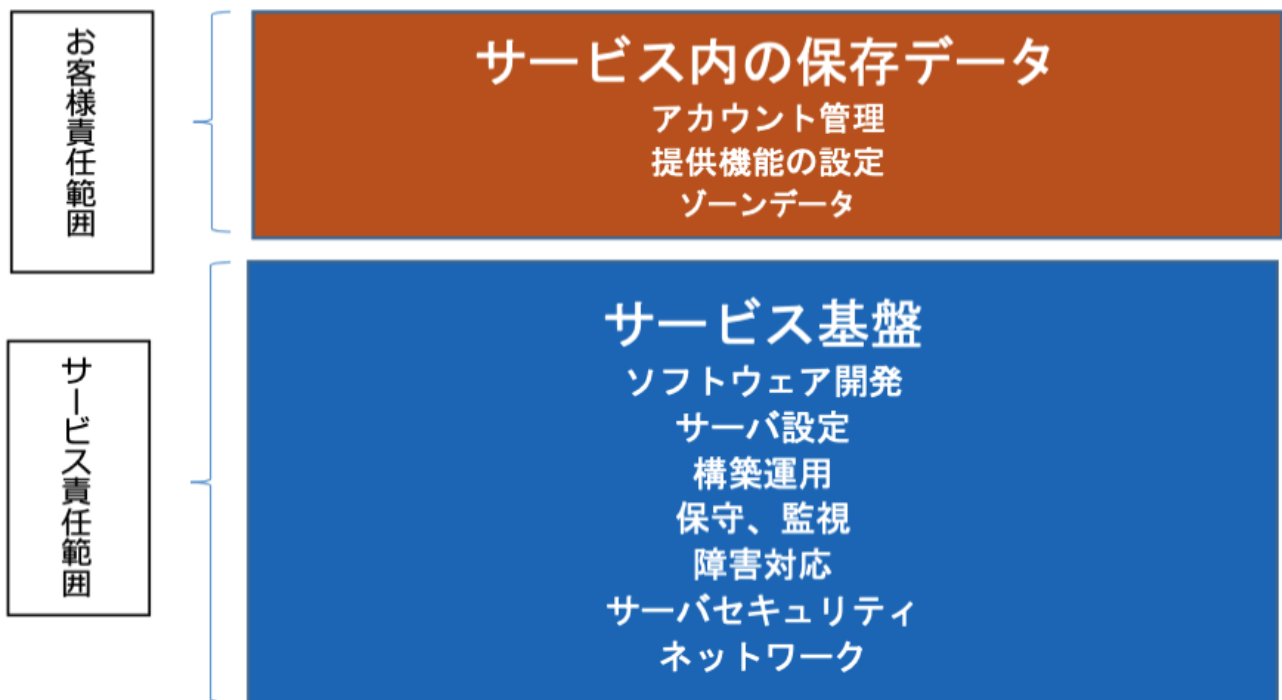 お客様責任範囲
サービス内の保存データ
アカウント管理
提供機能の設定
ゾーンデータ
サービス責任範囲
サービス基盤
ソフトウェア開発
サーバ設定
構築運用
保守、監視
障害対応
サーバセキュリティ
ネットワーク